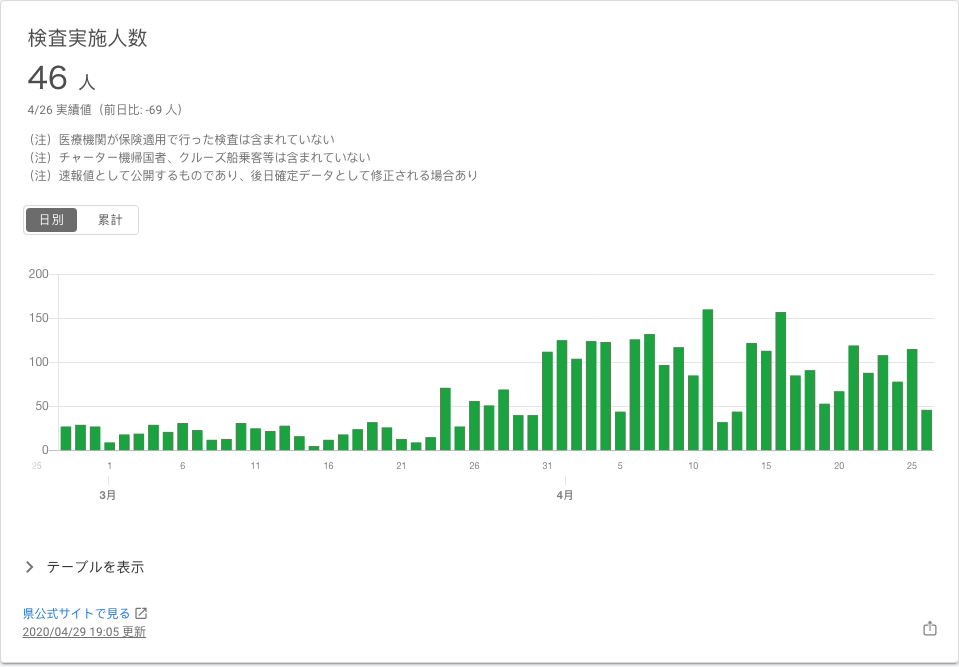 検査実施人数
46 人
4/26 実績値（前日比: -69 人）
（注）医療機関が保険適用で行った検査は含まれていない
（注）チャーター機帰国者、クルーズ船乗客等は含まれていない
（注）速報値として公開するものであり、後日確定データとして修正される場合あり
日別 累計
200
150
100
50
0
25 1 6 11 16 21 26 31 5 10 15 20 25
3月 4月
テーブルを表示
県公式サイトで見る
2020/04/29 19:05 更新